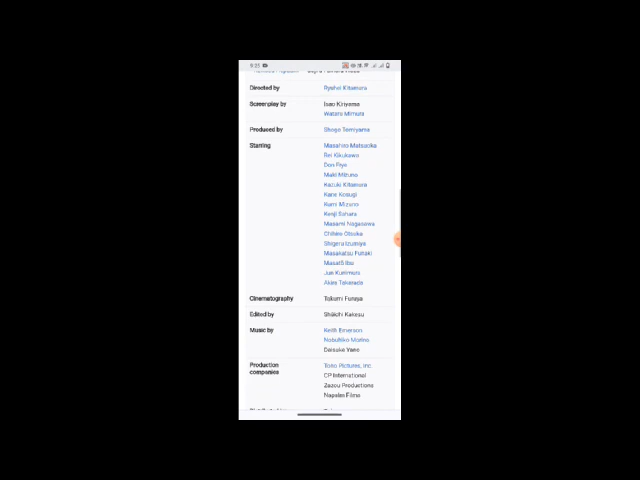 9:35
Directed by Ryuhei Kitamura
Screenplay by Isao Kiriyama
Wataru Mimura
Produced by Shogo Tomiyama
Starring Masahiro Matsuoka
Rei Kikukawa
Don Frye
Maki Mizuno
Kazuki Kitamura
Kane Kosugi
Kumi Mizuno
Kenji Sahara
Masami Nagasawa
Chihiro Otsuka
Shigeru Izumiya
Masakatsu Funaki
Masatō Ibu
Jun Kunimura
Akira Takarada
Cinematography Takumi Furuya
Edited by Shūichi Kakesu
Music by Keith Emerson
Nobuhiko Morino
Daisuke Yano
Production Toho Pictures, Inc.
companies CP International
Zazou Productions
Napalm Films